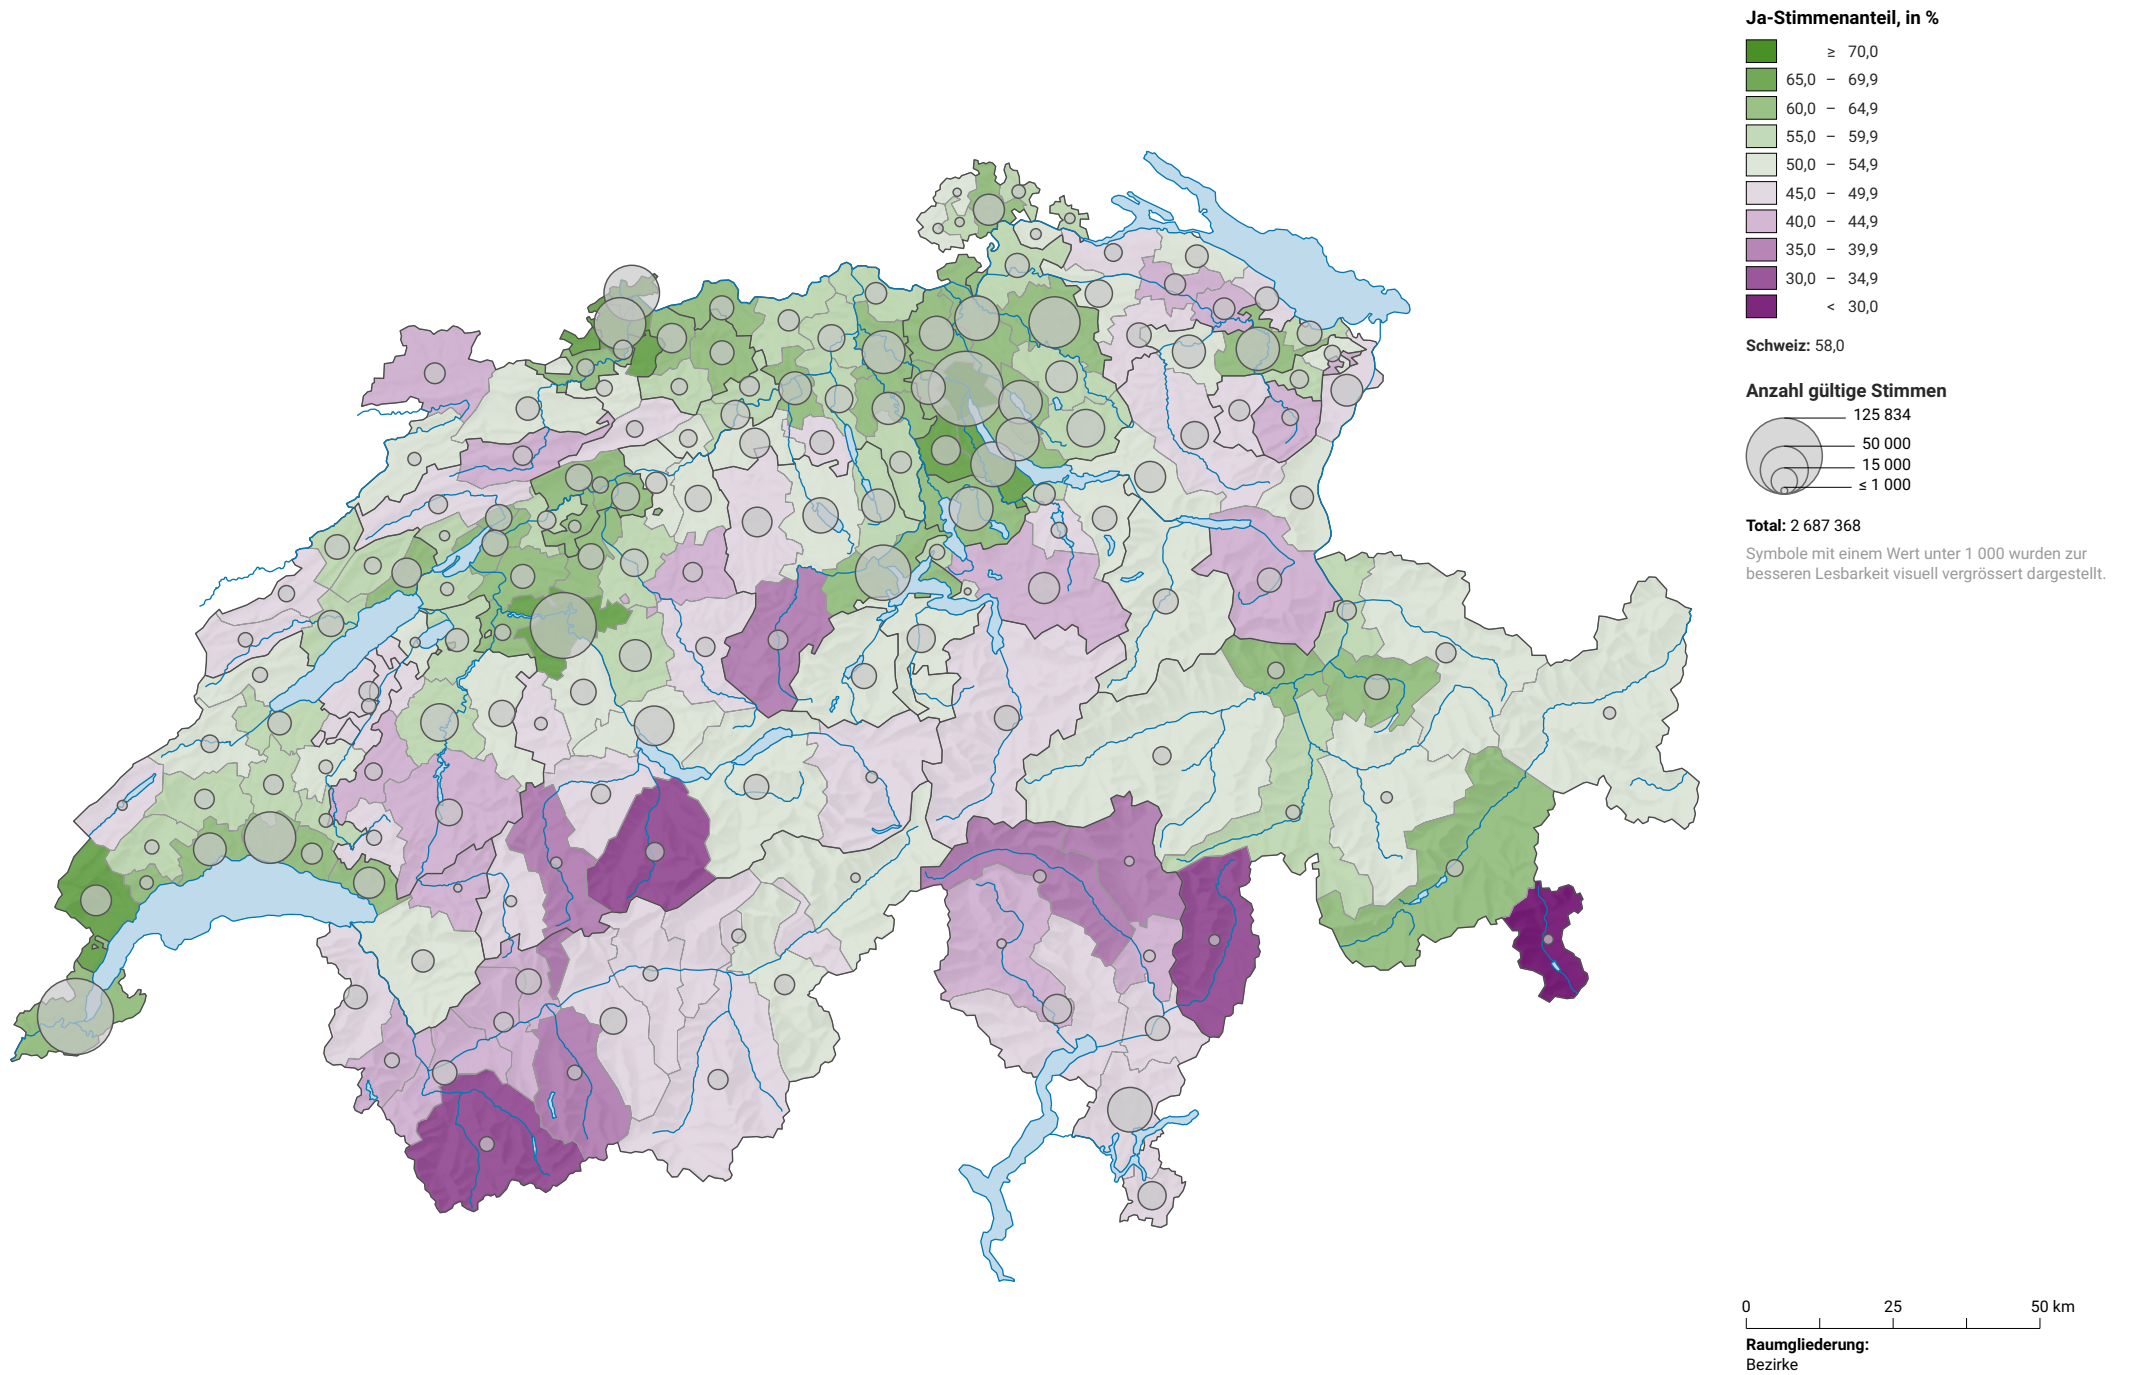 Ja-Stimmenanteil, in %
≥ 70,0
65,0 – 69,9
60,0 – 64,9
55,0 – 59,9
50,0 – 54,9
45,0 – 49,9
40,0 – 44,9
35,0 – 39,9
30,0 – 34,9
< 30,0
Schweiz: 58,0
Anzahl gültige Stimmen
125 834
50 000
15 000
≤ 1 000
Total: 2 687 368
Symbole mit einem Wert unter 1 000 wurden zur
besseren Lesbarkeit visuell vergrössert dargestellt.
0 25 50 km
Raumgliederung:
Bezirke